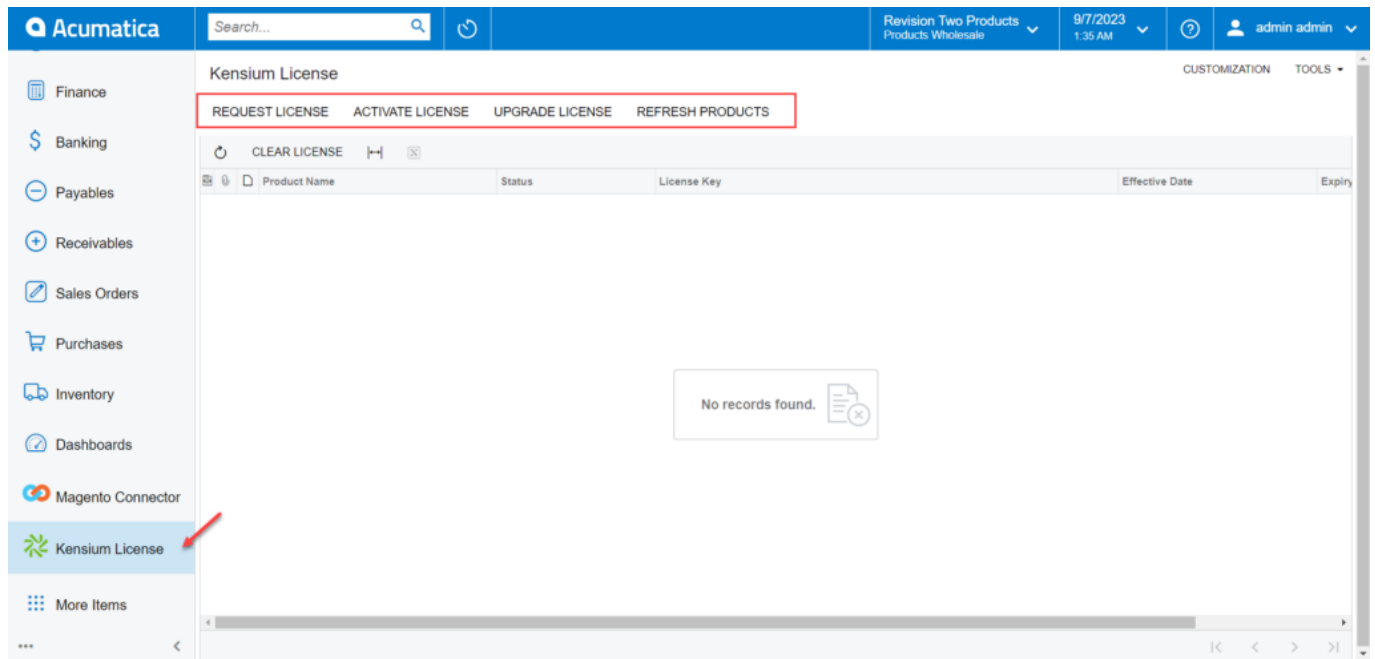 Acumatica
Search...
Revision Two Products
Products Wholesale
9/7/2023
1:35 AM
admin admin
Finance
Banking
Payables
Receivables
Sales Orders
Purchases
Inventory
Dashboards
Magento Connector
Kensium License
More Items
Kensium License
CUSTOMIZATION TOOLS
REQUEST LICENSE ACTIVATE LICENSE UPGRADE LICENSE REFRESH PRODUCTS
CLEAR LICENSE
Product Name Status License Key Effective Date Expiry
No records found.